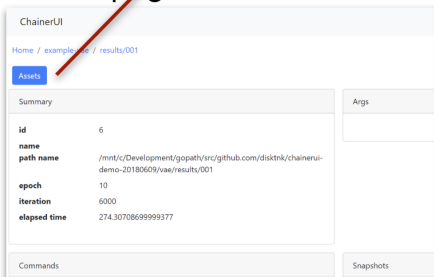 ChainerUI
Home / example-vae / results/001
Assets
Summary
Args
id 6
name
path name /mnt/c/Development/gopath/src/github.com/disktnk/chainerui-
demo-20180609/vae/results/001
epoch 10
iteration 6000
elapsed time 274.30708699999377
Commands
Snapshots